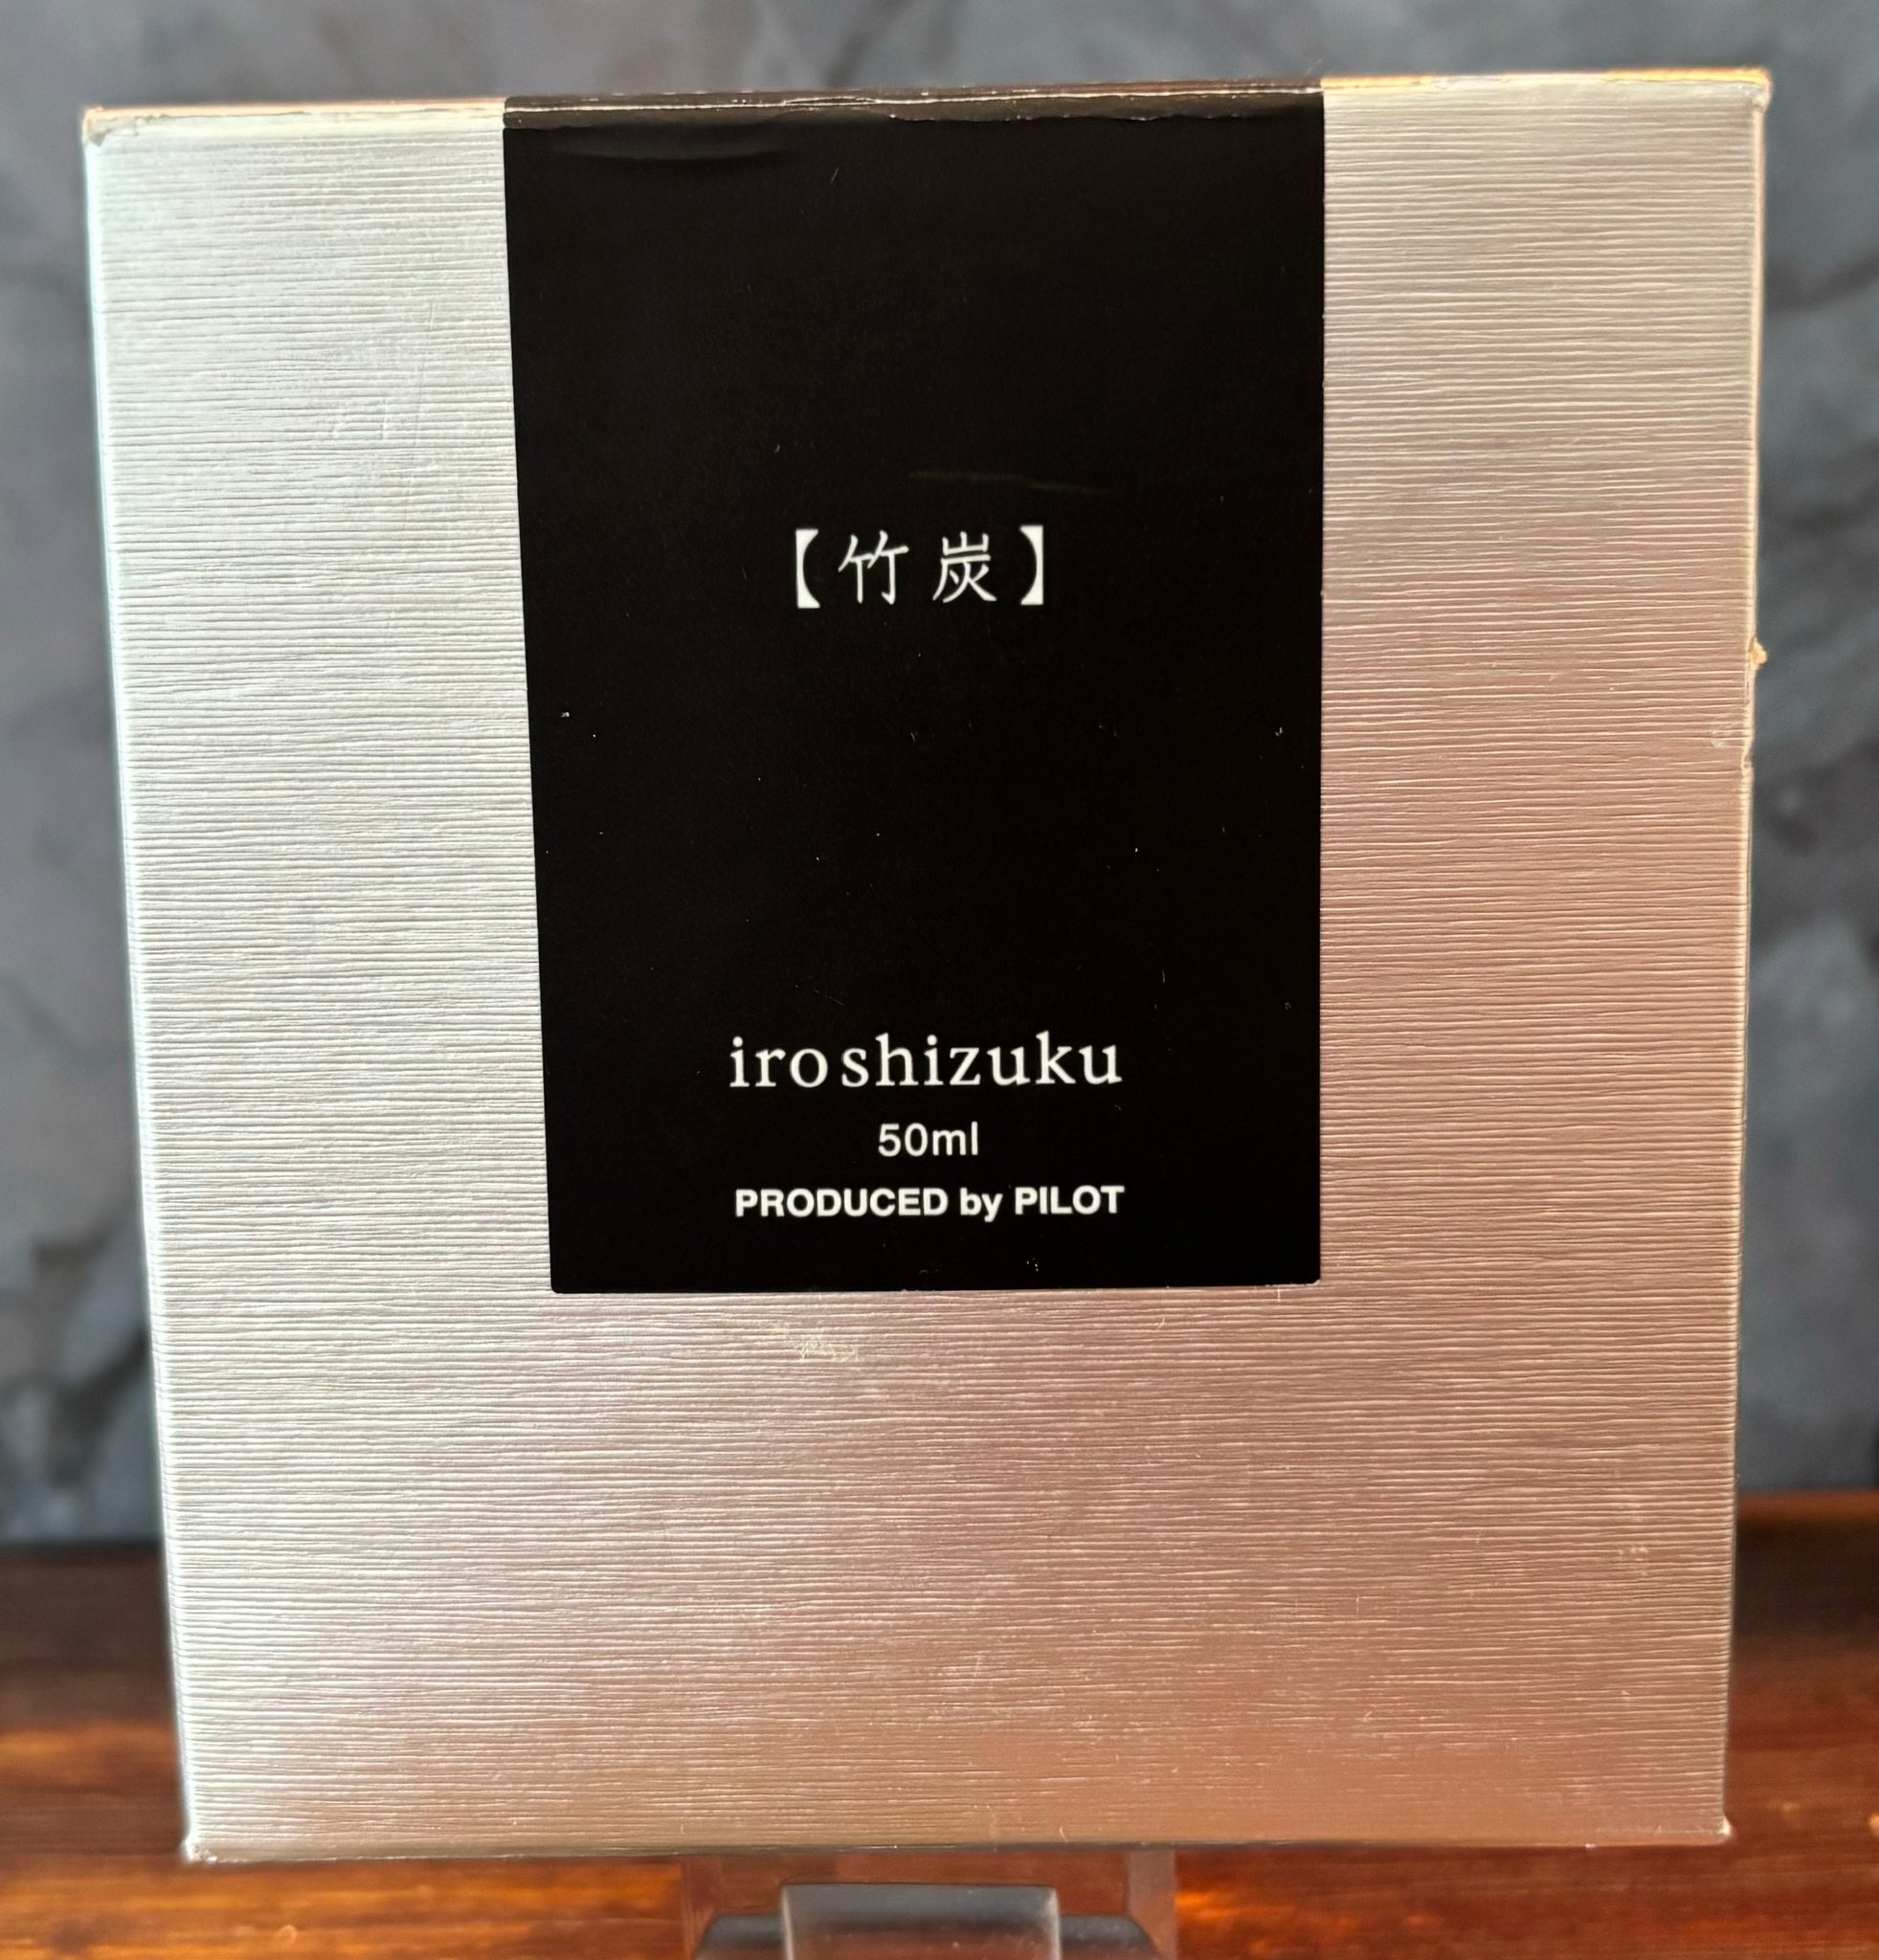 【竹炭】
iroshizuku
50ml
PRODUCED by PILOT